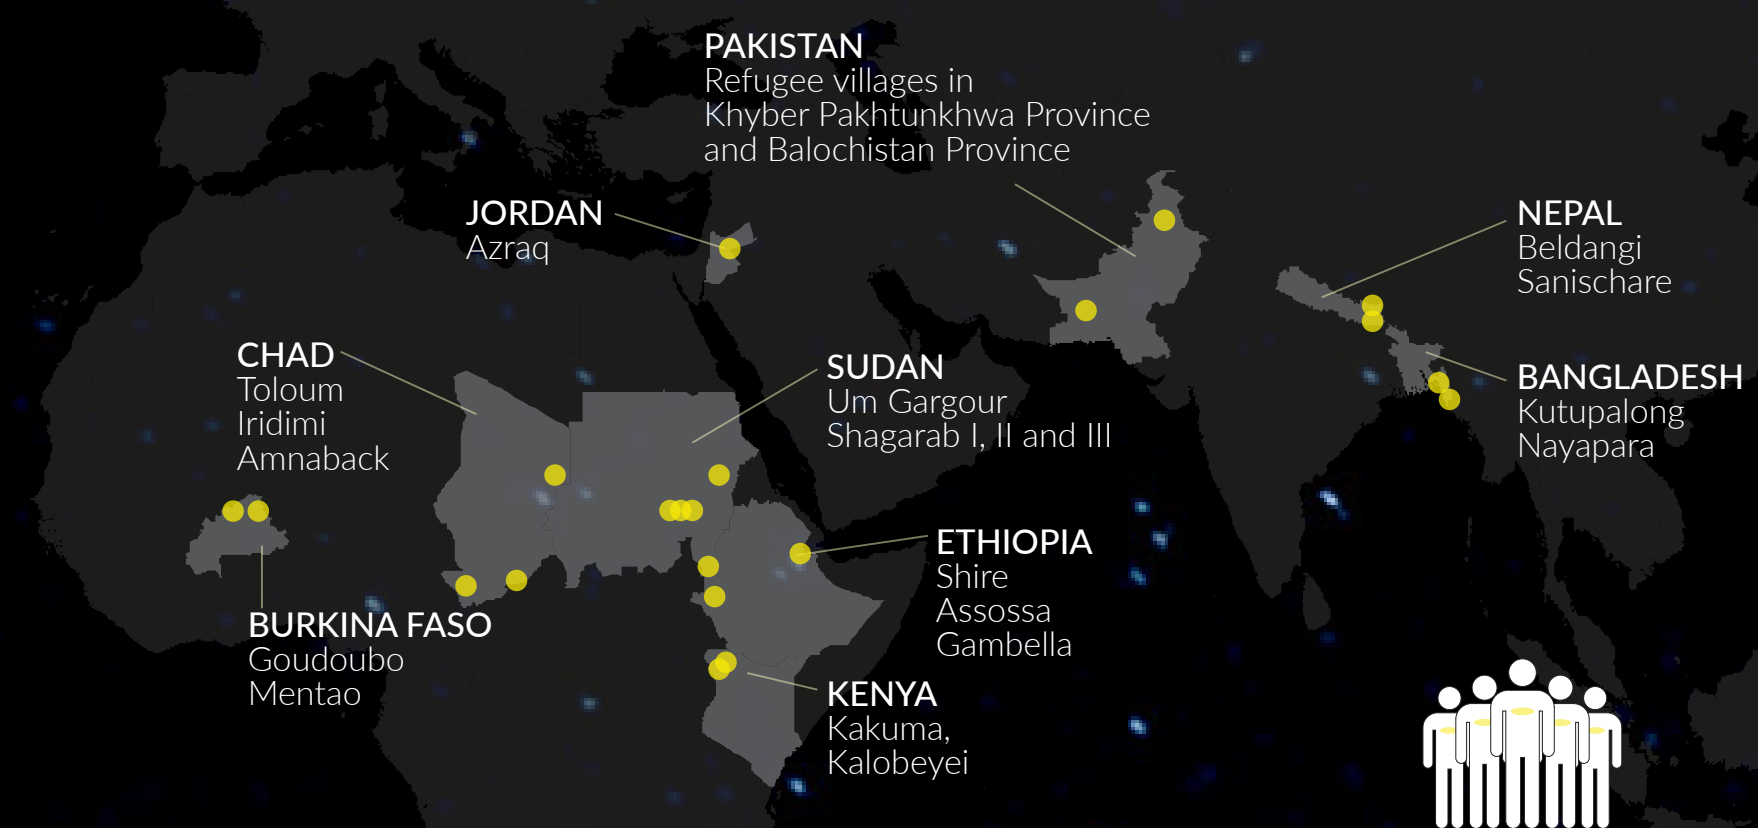 PAKISTAN
Refugee villages in
Khyber Pakhtunkhwa Province
and Balochistan Province
JORDAN
Azraq
NEPAL
Beldangi
Sanischare
CHAD
Toloum
Iridimi
Amnaback
SUDAN
Um Gargour
Shagarab I, II and III
BANGLADESH
Kutupalong
Nayapara
ETHIOPIA
Shire
Assossa
Gambella
BURKINA FASO
Goudoubo
Mentao
KENYA
Kakuma,
Kalobeyei